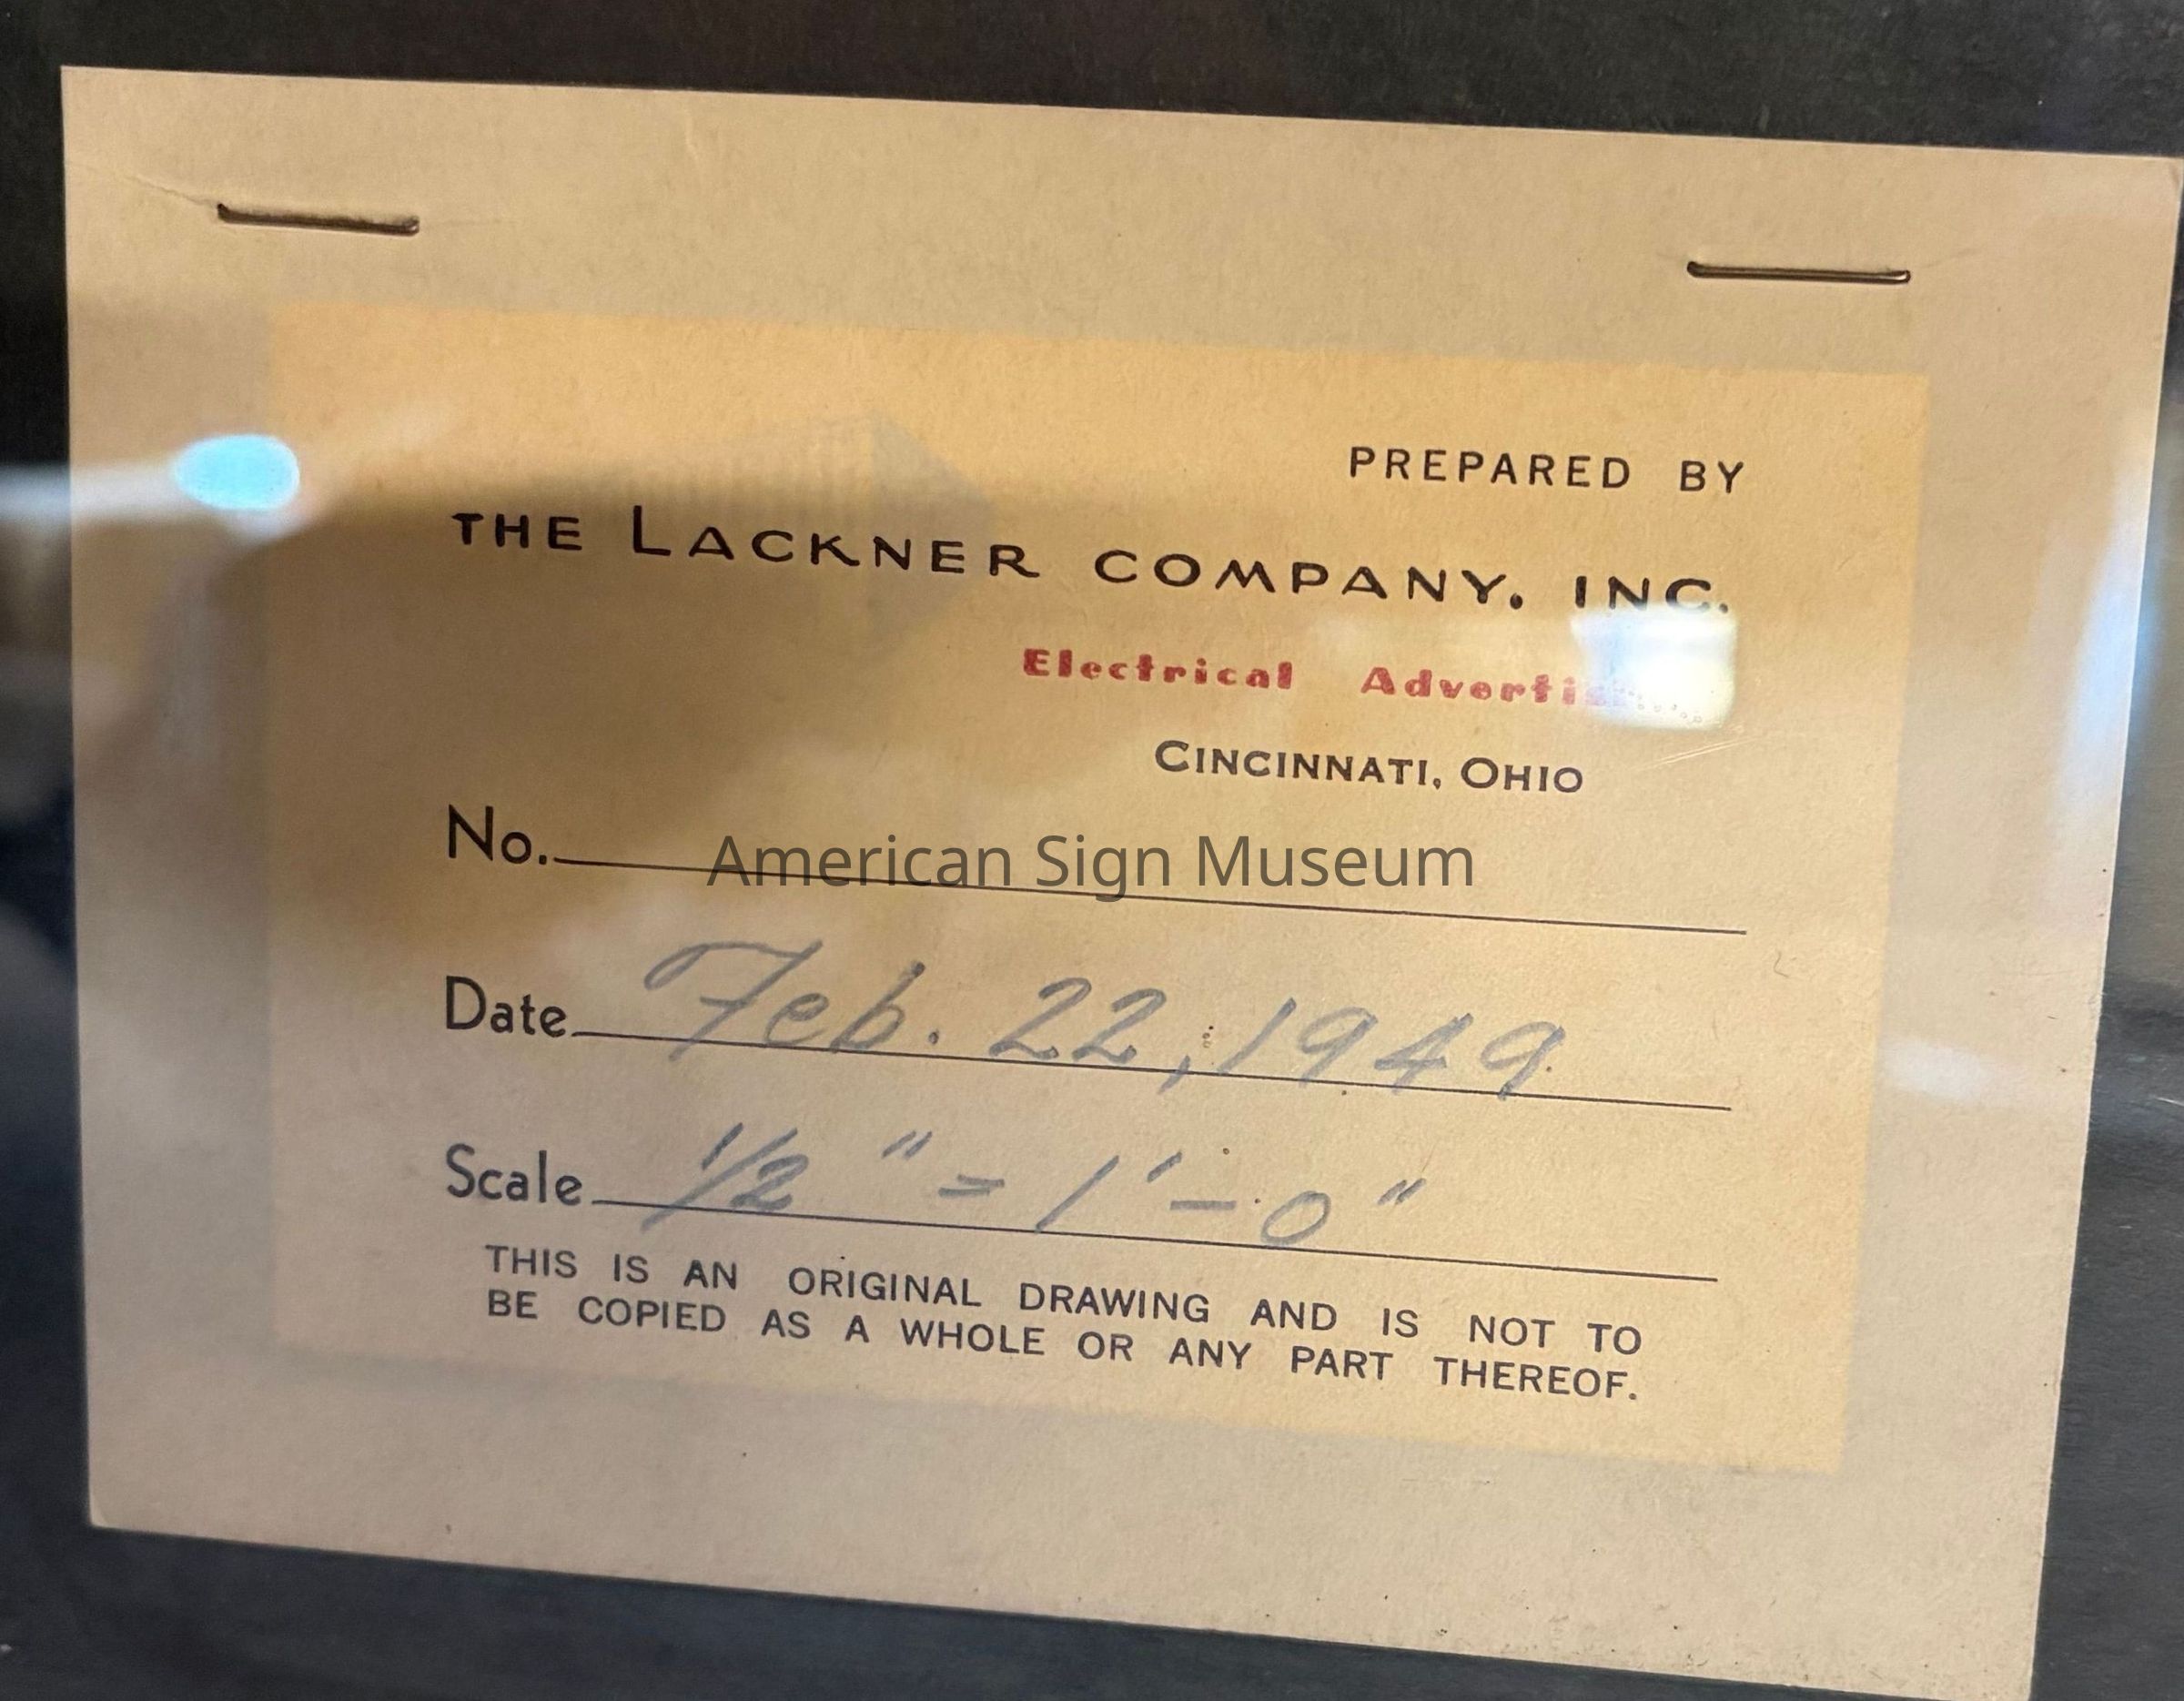 PREPARED BY
THE LACKNER COMPANY, INC.
Electrical
CINCINNATI, OHIO
No.
American Sign Museum
Date Feb. 22, 1949
Scale 1/2" = 1'-0"
THIS IS AN ORIGINAL DRAWING AND IS NOT TO
BE COPIED AS A WHOLE OR ANY PART THEREOF.